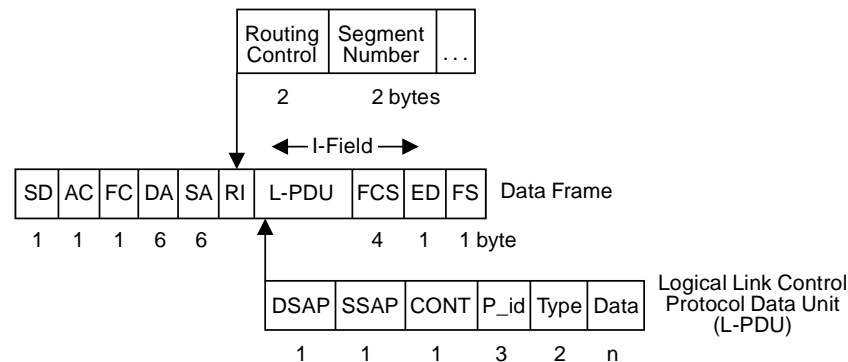 Routing Control Segment Number ...
2 2 bytes
I-Field
SD AC FC DA SA RI L-PDU FCS ED FS Data Frame
1 1 1 6 6 4 1 1 byte
DSAP SSAP CONT P_id Type Data
1 1 1 3 2 n
Logical Link Control
Protocol Data Unit
(L-PDU)